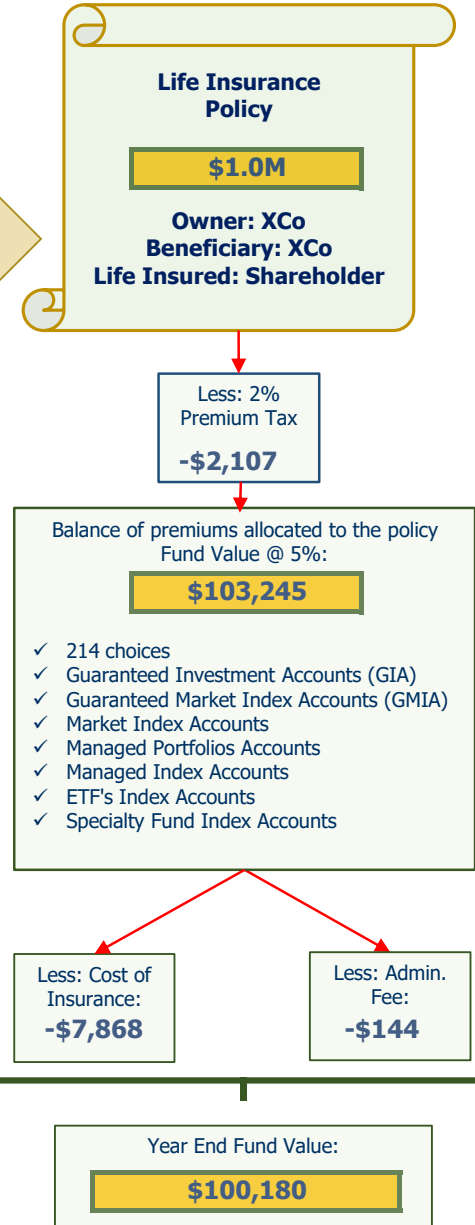 Life Insurance
Policy
$1.0M
Owner: XCo
Beneficiary: XCo
Life Insured: Shareholder
Less: 2%
Premium Tax
-$2,107
Balance of premiums allocated to the policy
Fund Value @ 5%:
$103,245
✓ 214 choices
✓ Guaranteed Investment Accounts (GIA)
✓ Guaranteed Market Index Accounts (GMIA)
✓ Market Index Accounts
✓ Managed Portfolios Accounts
✓ Managed Index Accounts
✓ ETF's Index Accounts
✓ Specialty Fund Index Accounts
Less: Cost of
Insurance:
-$7,868
Less: Admin.
Fee:
-$144
Year End Fund Value:
$100,180